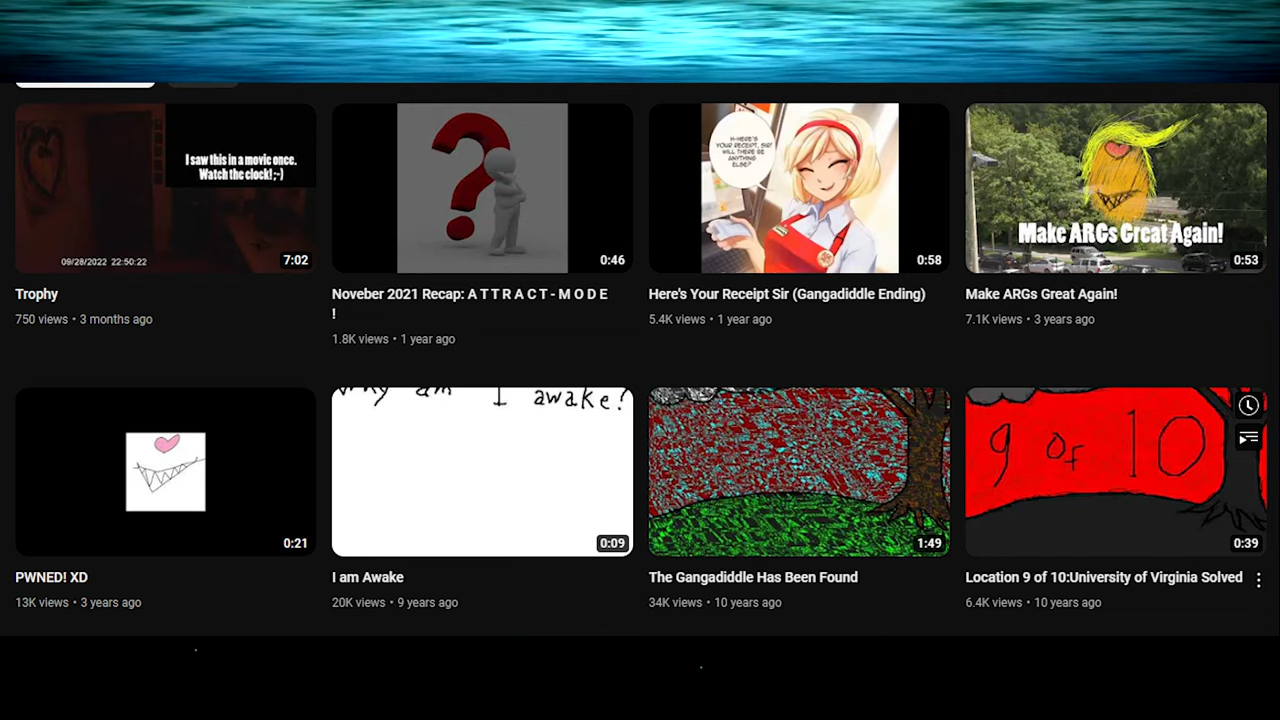 I saw this in a movie once.
Watch the clock! ;-)
09/28/2022 22:50:22
7:02
0:46
H-HERE'S
YOUR RECEIPT, SIR!
WILL THERE BE
ANYTHING
ELSE?
0:58
Make ARGs Great Again!
0:53
Trophy
750 views • 3 months ago
Noveber 2021 Recap: A T T R A C T - M O D E
!
1.8K views • 1 year ago
Here's Your Receipt Sir (Gangadiddle Ending)
5.4K views • 1 year ago
Make ARGs Great Again!
7.1K views • 3 years ago
0:21
Why am I awake?
0:09
1:49
9 of 10
0:39
PWNED! XD
13K views • 3 years ago
I am Awake
20K views • 9 years ago
The Gangadiddle Has Been Found
34K views • 10 years ago
Location 9 of 10:University of Virginia Solved
6.4K views • 10 years ago